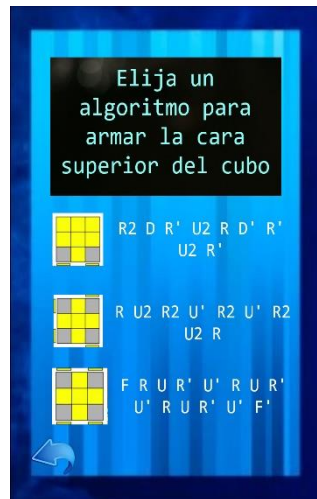 Elija un
algoritmo para
armar la cara
superior del cubo
R2 D R' U2 R D' R'
U2 R'
R U2 R2 U' R2 U' R2
U2 R
F R U R' U' R U R'
U' R U R' U' F'